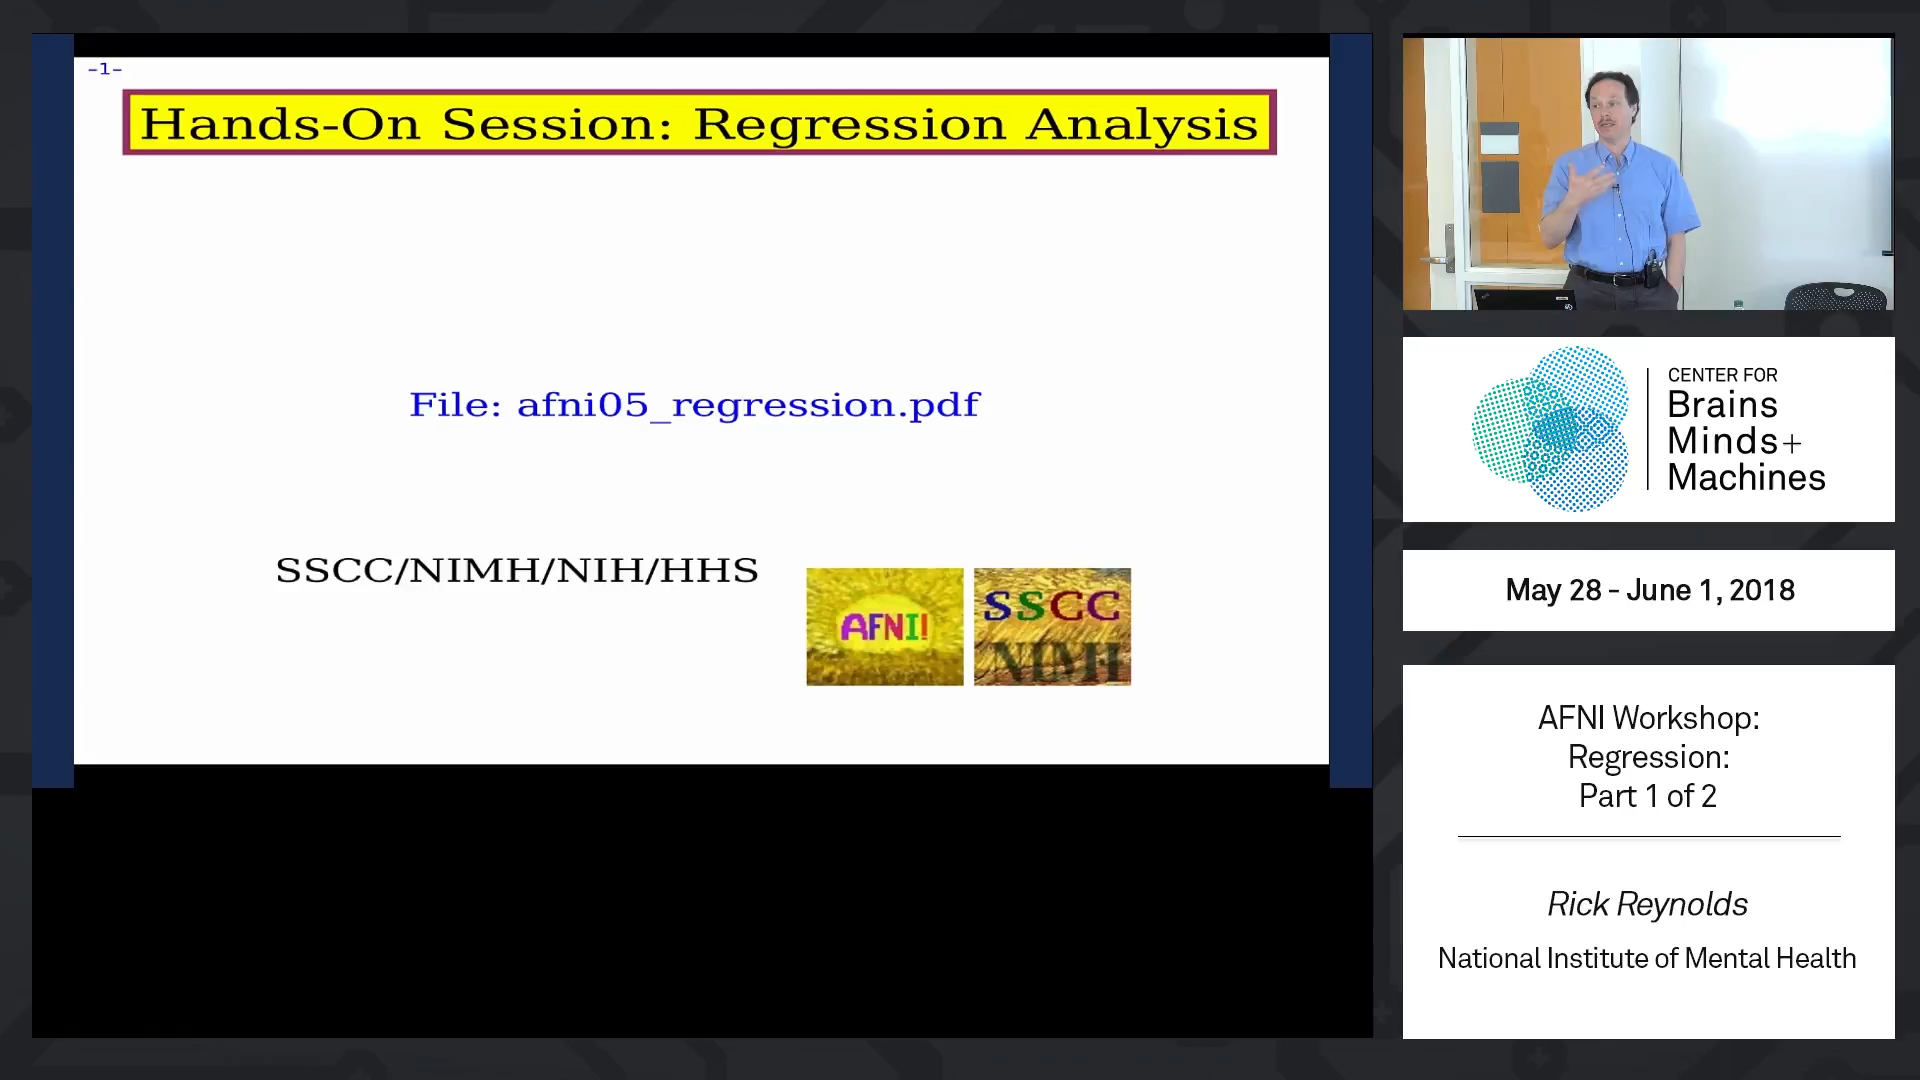 -1-
Hands-On Session: Regression Analysis
File: afni05_regression.pdf
SSCC/NIMH/NIH/HHS
AFNI!
SSCC
NIMH
CENTER FOR
Brains
Minds+
Machines
May 28 - June 1, 2018
AFNI Workshop:
Regression:
Part 1 of 2
Rick Reynolds
National Institute of Mental Health